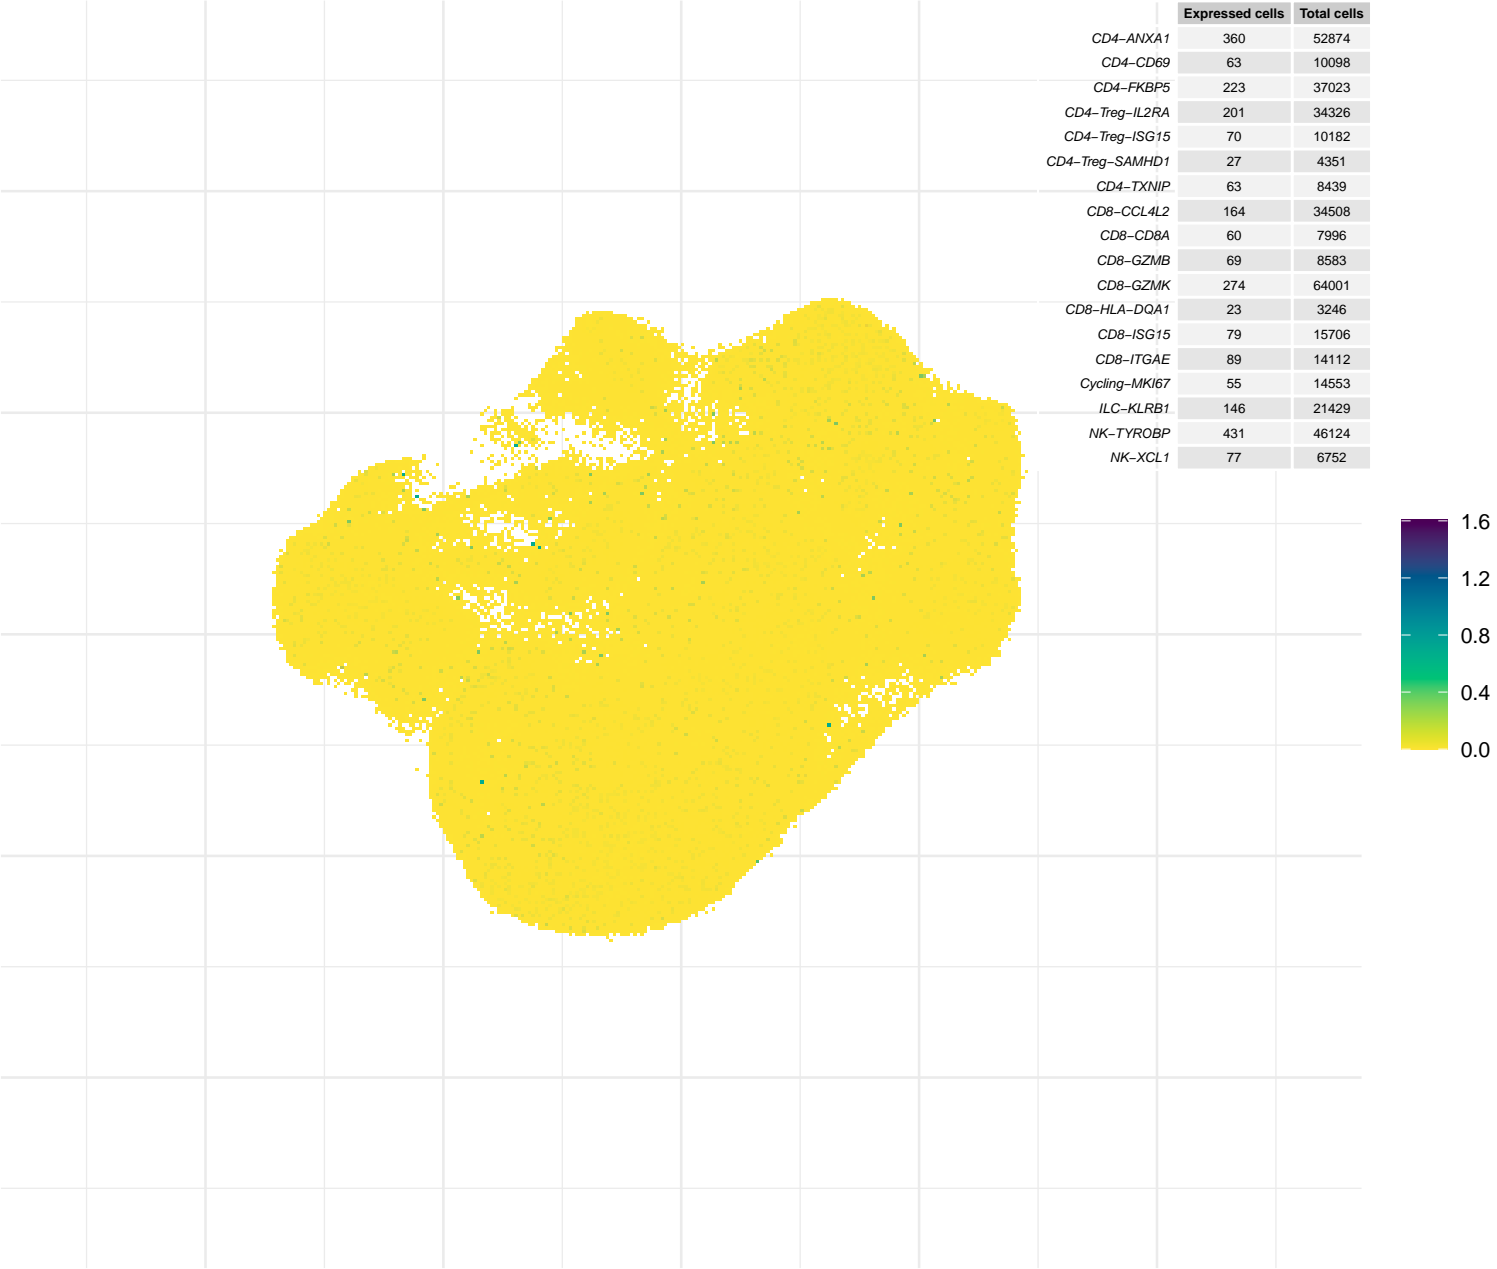 Expressed cells Total cells
CD4−ANXA1 360 52874
CD4−CD69 63 10098
CD4−FKBP5 223 37023
CD4−Treg−IL2RA 201 34326
CD4−Treg−ISG15 70 10182
CD4−Treg−SAMHD1 27 4351
CD4−TXNIP 63 8439
CD8−CCL4L2 164 34508
CD8−CD8A 60 7996
CD8−GZMB 69 8583
CD8−GZMK 274 64001
CD8−HLA−DQA1 23 3246
CD8−ISG15 79 15706
CD8−ITGAE 89 14112
Cycling−MKI67 55 14553
ILC−KLRB1 146 21429
NK−TYROBP 431 46124
NK−XCL1 77 6752
1.6
1.2
0.8
0.4
0.0